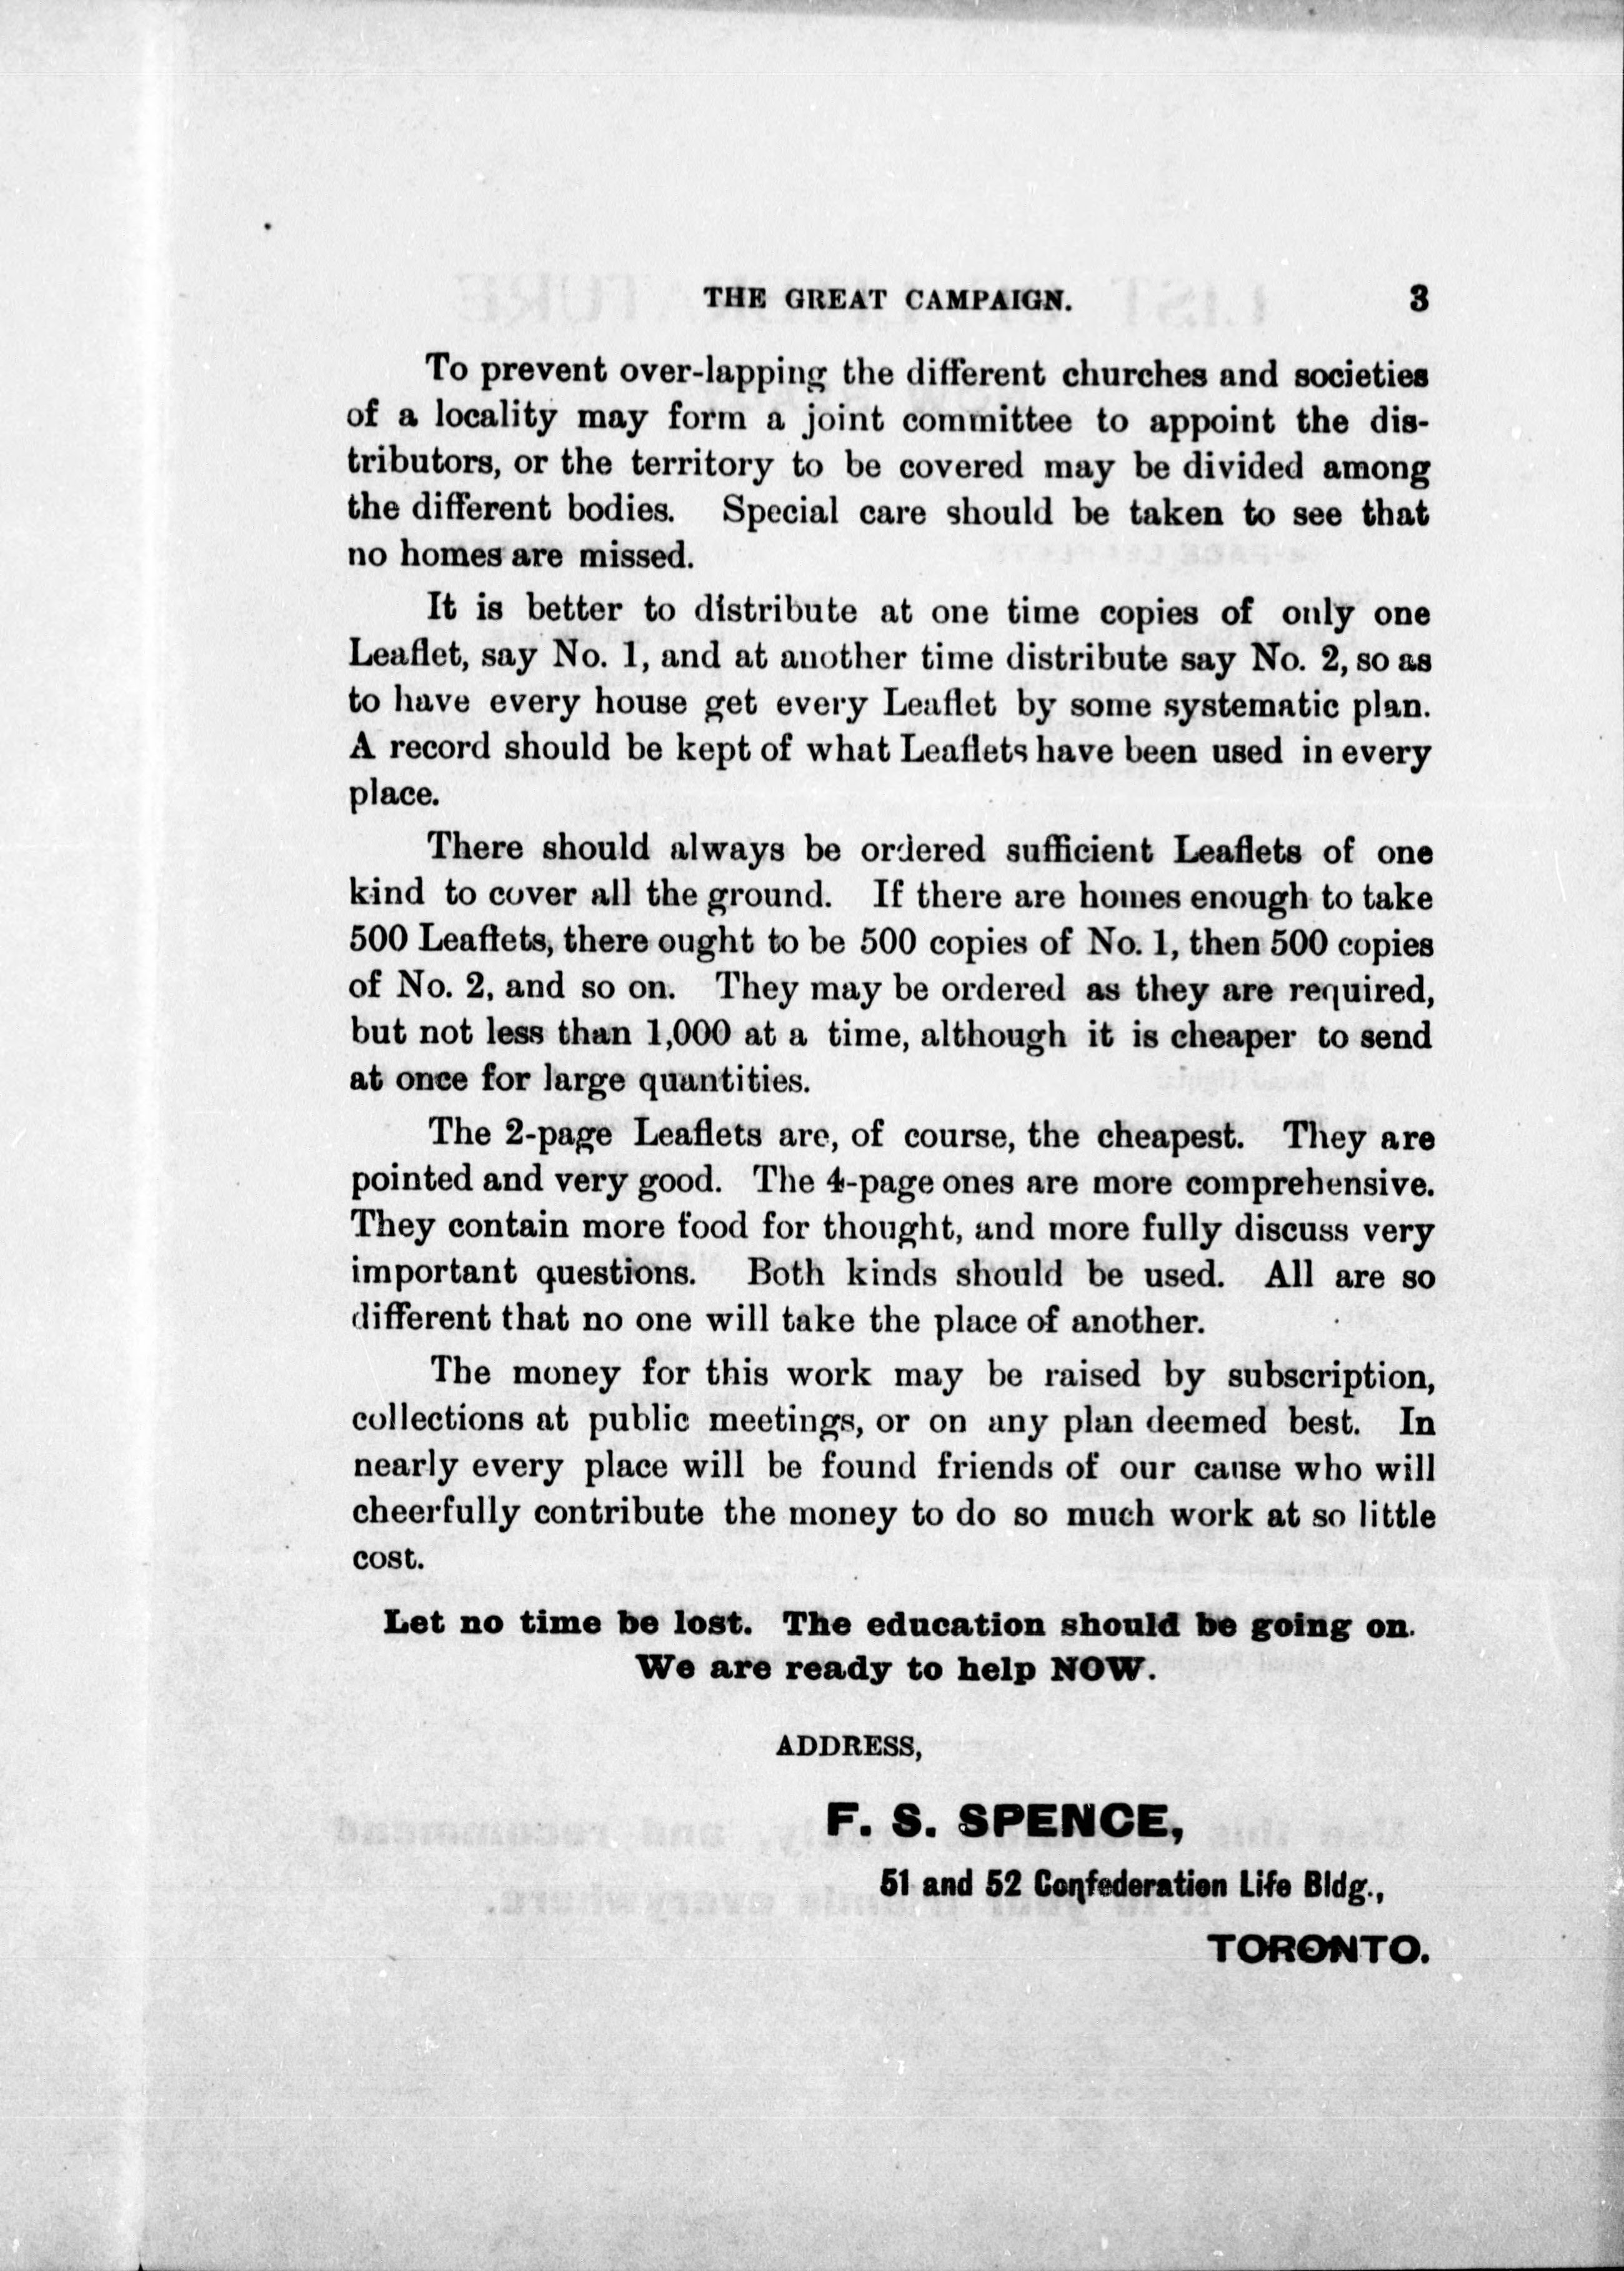 THE GREAT CAMPAIGN. 3
To prevent over-lapping the different churches and societies
of a locality may form a joint committee to appoint the dis-
tributors, or the territory to be covered may be divided among
the different bodies. Special care should be taken to see that
no homes are missed.
It is better to distribute at one time copies of only one
Leaflet, say No. 1, and at another time distribute say No. 2, so as
to have every house get every Leaflet by some systematic plan.
A record should be kept of what Leaflets have been used in every
place.
There should always be ordered sufficient Leaflets of one
kind to cover all the ground. If there are homes enough to take
500 Leaflets, there ought to be 500 copies of No. 1, then 500 copies
of No. 2, and so on. They may be ordered as they are required,
but not less than 1,000 at a time, although it is cheaper to send
at once for large quantities.
The 2-page Leaflets are, of course, the cheapest. They are
pointed and very good. The 4-page ones are more comprehensive.
They contain more food for thought, and more fully discuss very
important questions. Both kinds should be used. All are so
different that no one will take the place of another.
The money for this work may be raised by subscription,
collections at public meetings, or on any plan deemed best. In
nearly every place will be found friends of our cause who will
cheerfully contribute the money to do so much work at so little
cost.
Let no time be lost. The education should be going on.
We are ready to help NOW.
ADDRESS,
F. S. SPENCE,
51 and 52 Confederation Life Bldg.,
TORONTO.